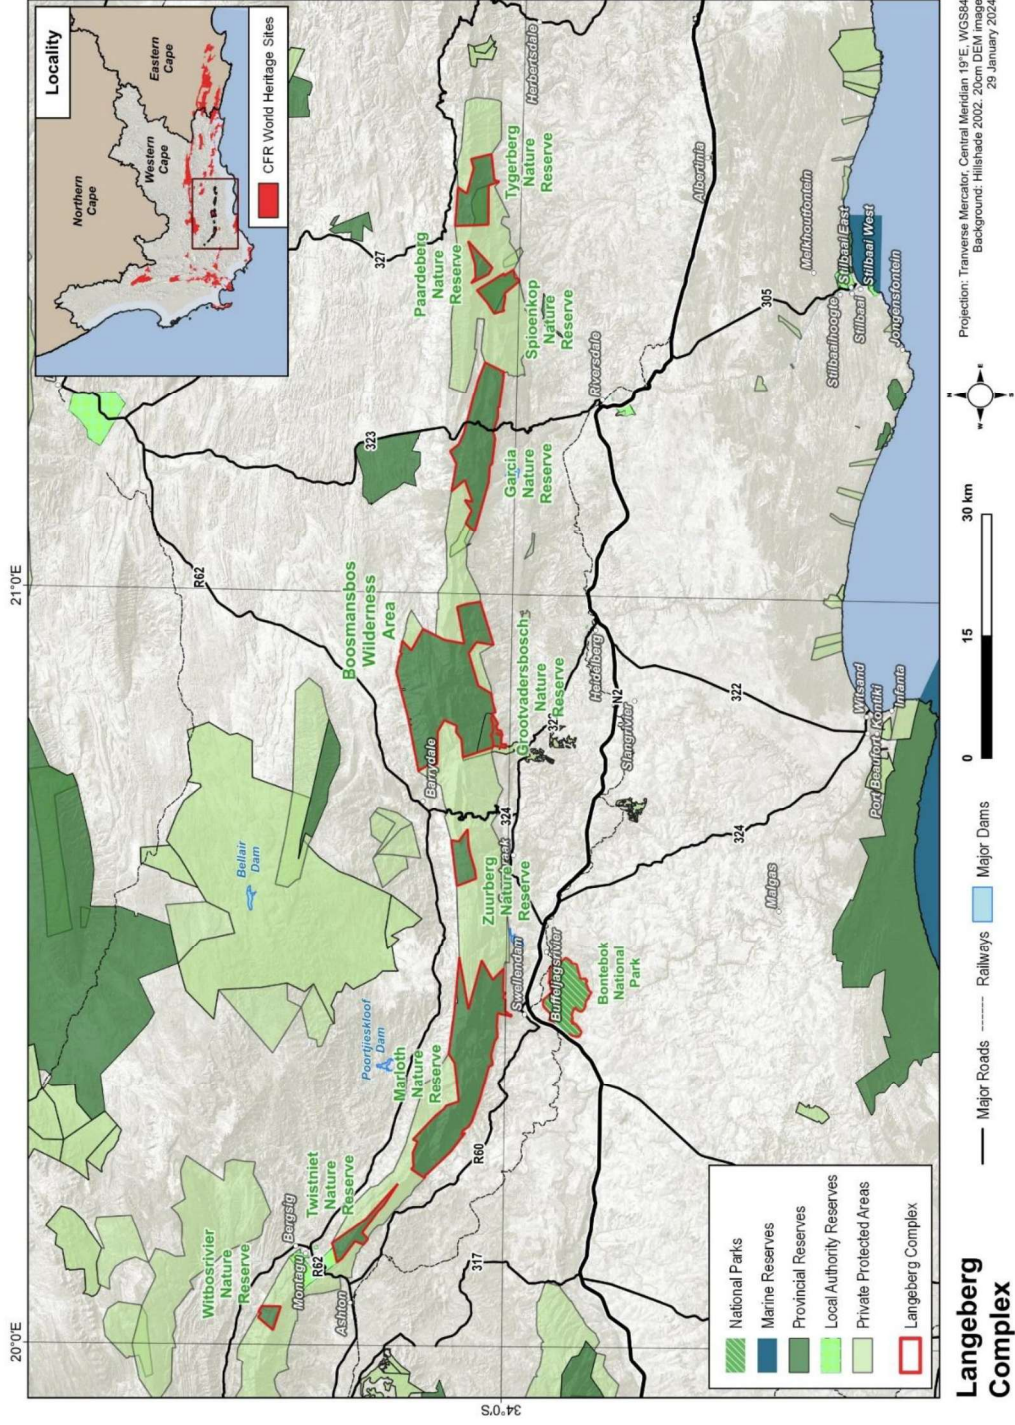 Locality
Northern
Cape
Western
Cape
Eastern
Cape
CFR World Heritage Sites
20°0'E
21°0'E
34°0'S
Witbosrivier
Nature
Reserve
Bergsig
Montagu
R62
Ashton
Twistniet
Nature
Reserve
Poortjieskloof
Dam
Marloth
Nature
Reserve
R60
317
Bellair
Dam
Barrydale
Zuurberg
Nature
Reserve
324
Swellendam
Buffeljagsrivier
Bontebok
National
Park
R62
Boosmansbos
Wilderness
Area
Grootvadersbosch
Nature
Reserve
Heidelberg
N2
Slangrivier
322
324
Malgas
Witsand
Port Beaufort
Kontiki
Infanta
323
Garcia
Nature
Reserve
Riversdale
327
Paardeberg
Nature
Reserve
Spioenkop
Nature
Reserve
Tygerberg
Nature
Reserve
Herbertsdale
Albertinia
305
Melkhoutfontein
Stilbaai East
Stilbaai West
Stilbaai
Stilbaaihoogte
Jongensfontein
National Parks
Marine Reserves
Provincial Reserves
Local Authority Reserves
Private Protected Areas
Langeberg Complex
Langeberg
Complex
Major Roads
Railways
Major Dams
0 15 30 km
N
W E
S
Projection: Tranverse Mercator, Central Meridian 19°E, WGS84
Background: Hillshade 2002. 20cm DEM image
29 January 2024